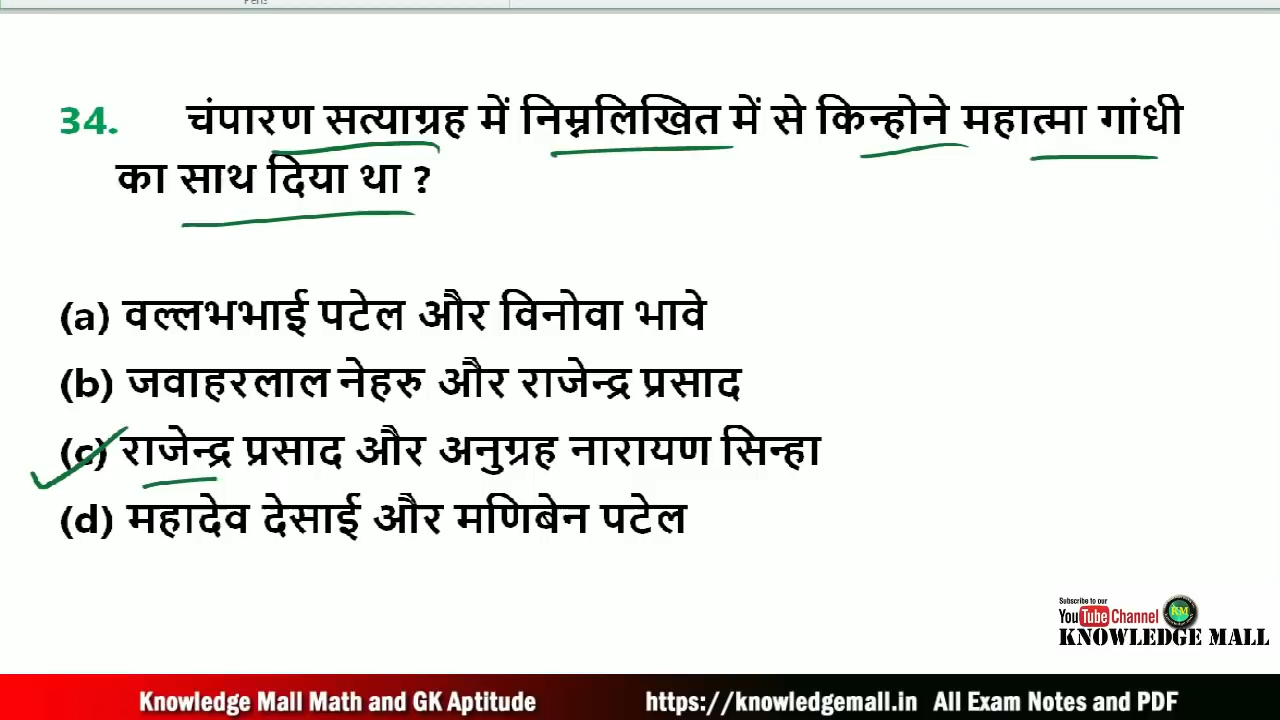 Pens
34. चंपारण सत्याग्रह में निम्नलिखित में से किन्होने महात्मा गांधी
का साथ दिया था ?
(a) वल्लभभाई पटेल और विनोवा भावे
(b) जवाहरलाल नेहरु और राजेन्द्र प्रसाद
(c) राजेन्द्र प्रसाद और अनुग्रह नारायण सिन्हा
(d) महादेव देसाई और मणिबेन पटेल
Subscribe to our
YouTube Channel
KM
KNOWLEDGE MALL
Knowledge Mall Math and GK Aptitude https://knowledgemall.in All Exam Notes and PDF